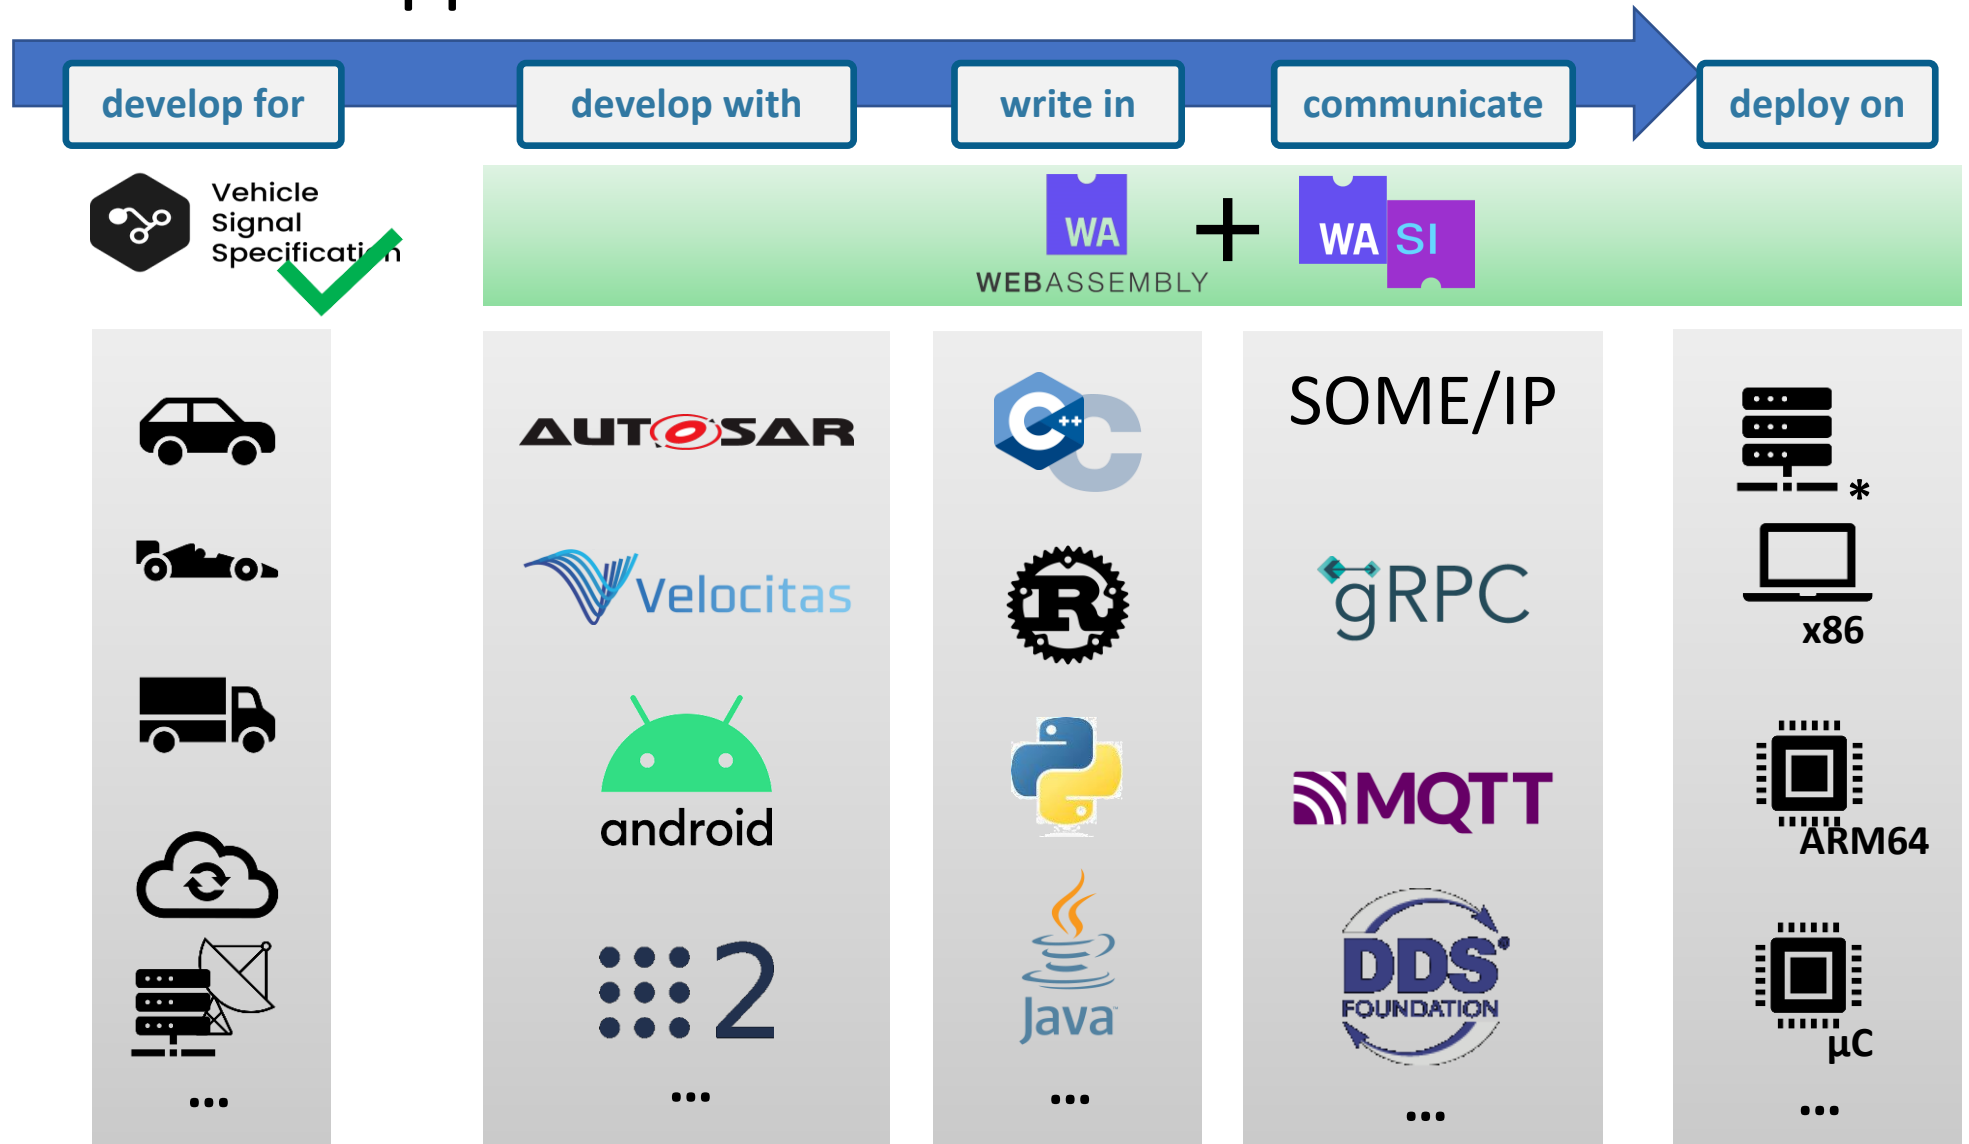 develop for
develop with
write in
communicate
deploy on
Vehicle
Signal
WA
WEBASSEMBLY
+
WA SI
AUTOSAR
Velocitas
android
2
...
C++
C
R
Java
...
SOME/IP
gRPC
MQTT
DDS
FOUNDATION
...
*
x86
ARM64
µC
...
...